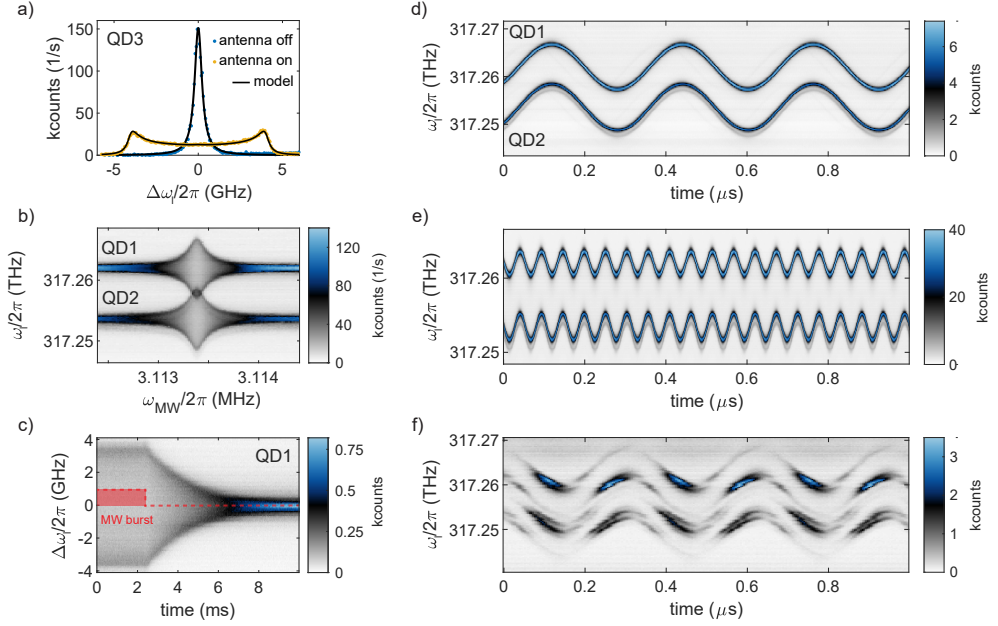 a)
QD3
antenna off
antenna on
model
kcounts (1/s)
150
100
50
0
-5
0
5
Δωₗ/2π (GHz)
b)
QD1
QD2
ωₗ/2π (THz)
317.26
317.25
3.113
3.114
ω_MW/2π (MHz)
120
80
40
0
kcounts (1/s)
c)
QD1
MW burst
Δωₗ/2π (GHz)
4
2
0
-2
-4
0
2
4
6
8
time (ms)
0.75
0.5
0.25
0
kcounts
d)
QD1
QD2
ωₗ/2π (THz)
317.27
317.26
317.25
0
0.2
0.4
0.6
0.8
time (μs)
6
4
2
0
kcounts
e)
ωₗ/2π (THz)
317.26
317.25
0
0.2
0.4
0.6
0.8
time (μs)
40
20
0
kcounts
f)
ωₗ/2π (THz)
317.27
317.26
317.25
0
0.2
0.4
0.6
0.8
time (μs)
3
2
1
0
kcounts